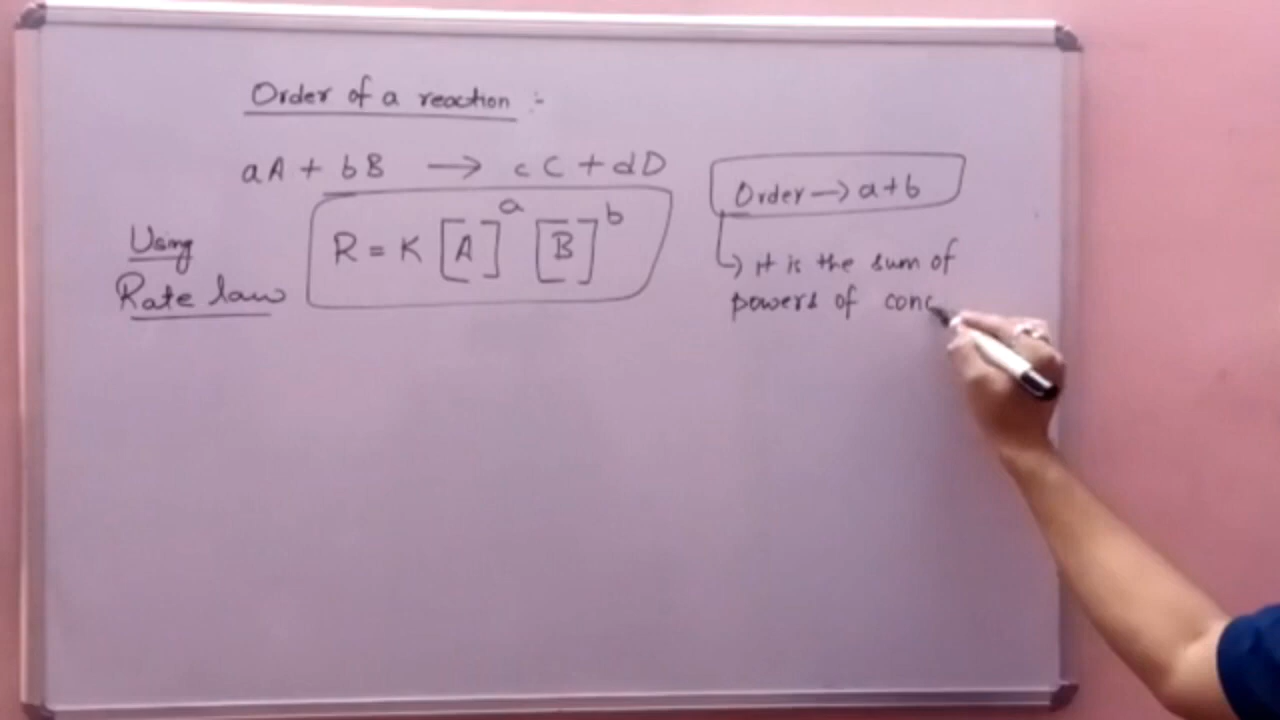 Order of a reaction :-
aA + bB → cC + dD
Using
Rate law
R = K [A]^a [B]^b
Order → a+b
↳ it is the sum of
powers of conc